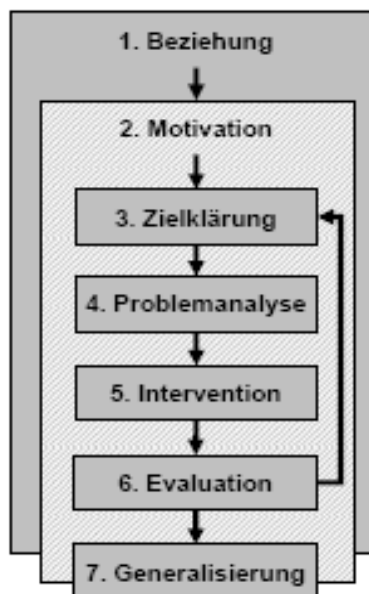 1. Beziehung
2. Motivation
3. Zielklärung
4. Problemanalyse
5. Intervention
6. Evaluation
7. Generalisierung